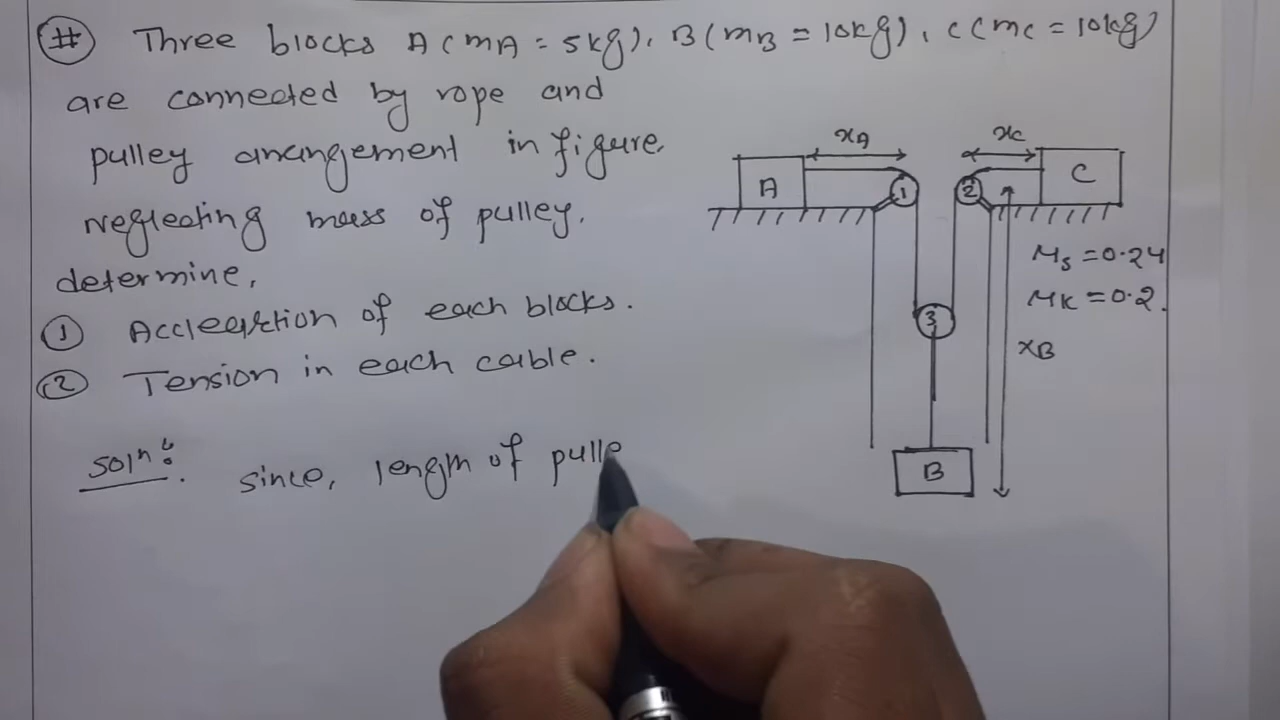 # Three blocks A (mA = 5kg), B (mB = 10kg), C (mc = 10kg)
are connected by rope and
pulley arrangement in figure
neglecting mass of pulley.
determine,
1 Acclearction of each blocks.
2 Tension in each cable.
soln:
since, length of pulle
xA
xc
A
1
2
C
μs = 0.24
μk = 0.2.
3
xB
B